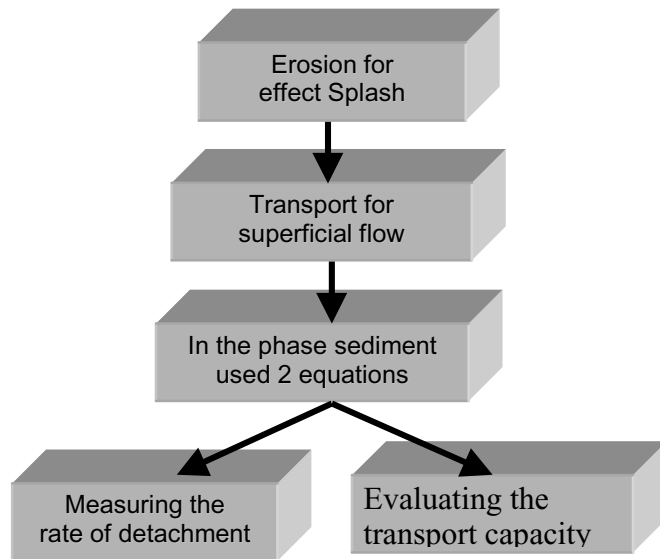 Erosion for
effect Splash
Transport for
superficial flow
In the phase sediment
used 2 equations
Measuring the
rate of detachment
Evaluating the
transport capacity